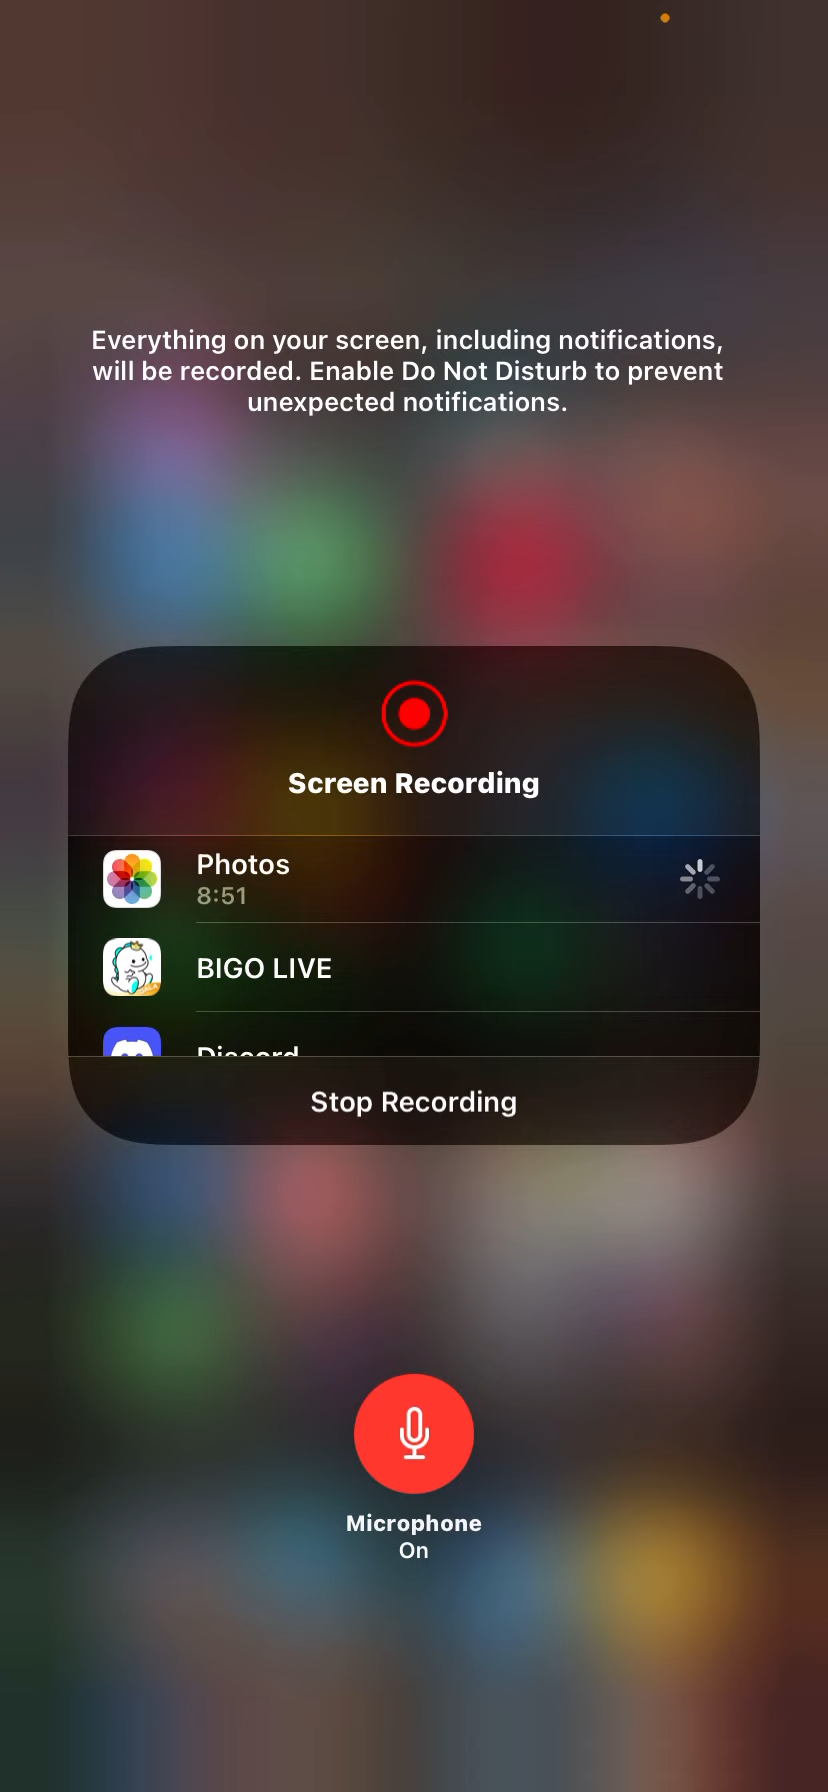 Everything on your screen, including notifications,
will be recorded. Enable Do Not Disturb to prevent
unexpected notifications.
Screen Recording
Photos
8:51
BIGO LIVE
Discord
Stop Recording
Microphone
On